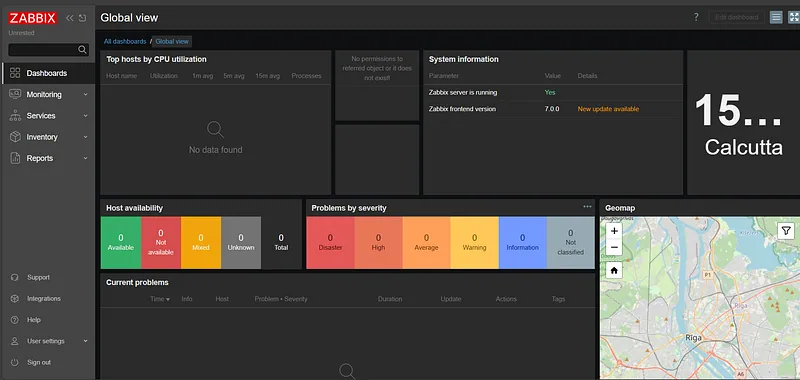 ZABBIX
Unrested
Dashboards
Monitoring
Services
Inventory
Reports
Support
Integrations
Help
User settings
Sign out
Global view
? Edit dashboard
All dashboards / Global view
Top hosts by CPU utilization
Host name Utilization 1m avg 5m avg 15m avg Processes
No data found
No permissions to
referred object or it does
not exist!
System information
Parameter Value Details
Zabbix server is running Yes
Zabbix frontend version 7.0.0 New update available
15...
Calcutta
Host availability
0 0 0 0 0
Available Not available Mixed Unknown Total
Problems by severity
0 0 0 0 0 0
Disaster High Average Warning Information Not classified
Current problems
Time Info Host Problem • Severity Duration Update Actions Tags
Geomap
+
−
P1
Rīga
Rīga
A6